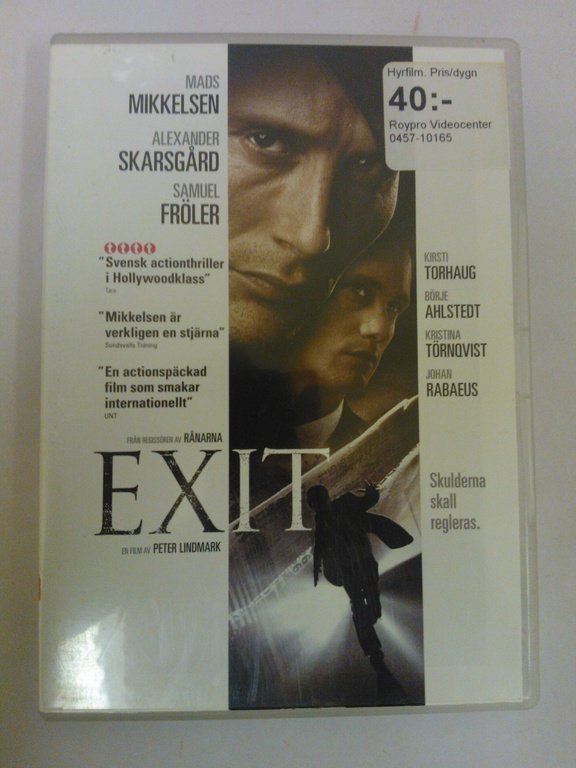 MADS
MIKKELSEN
ALEXANDER
SKARSGÅRD
SAMUEL
FRÖLER
"Svensk actionthriller
i Hollywoodklass"
"Mikkelsen är
verkligen en stjärna"
Sundsvalls Tidning
"En actionspäckad
film som smakar
internationellt"
UNT
FRÅN REGISSÖREN AV RÅNARNA
EXIT
EN FILM AV PETER LINDMARK
Hyrfilm. Pris/dygn
40:-
Roypro Videocenter
0457-10165
KIRSTI
TORHAUG
BÖRJE
AHLSTEDT
KRISTINA
TÖRNQVIST
JOHAN
RABAEUS
Skulderna
skall
regleras.